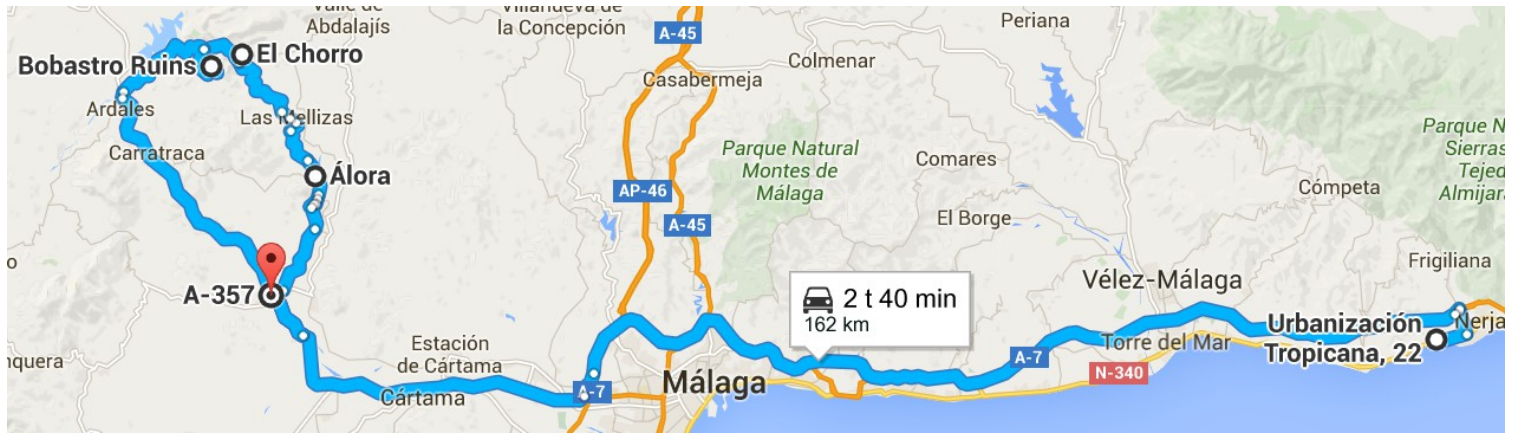 Valle de
Abdalajís
Villanueva de
la Concepción
A-45
Periana
Bobastro Ruins
El Chorro
Casabermeja
Colmenar
Ardales
Las Mellizas
Carratraca
Álora
Parque Natural
Montes de
Málaga
Comares
Parque N
Sierras
Tejed
Almijar
AP-46
A-45
Cómpeta
El Borge
o
A-357
2 t 40 min
162 km
Vélez-Málaga
Frigiliana
nquera
Estación
de Cártama
Cártama
A-7
Málaga
A-7
Torre del Mar
N-340
Urbanización
Tropicana, 22
Nerja